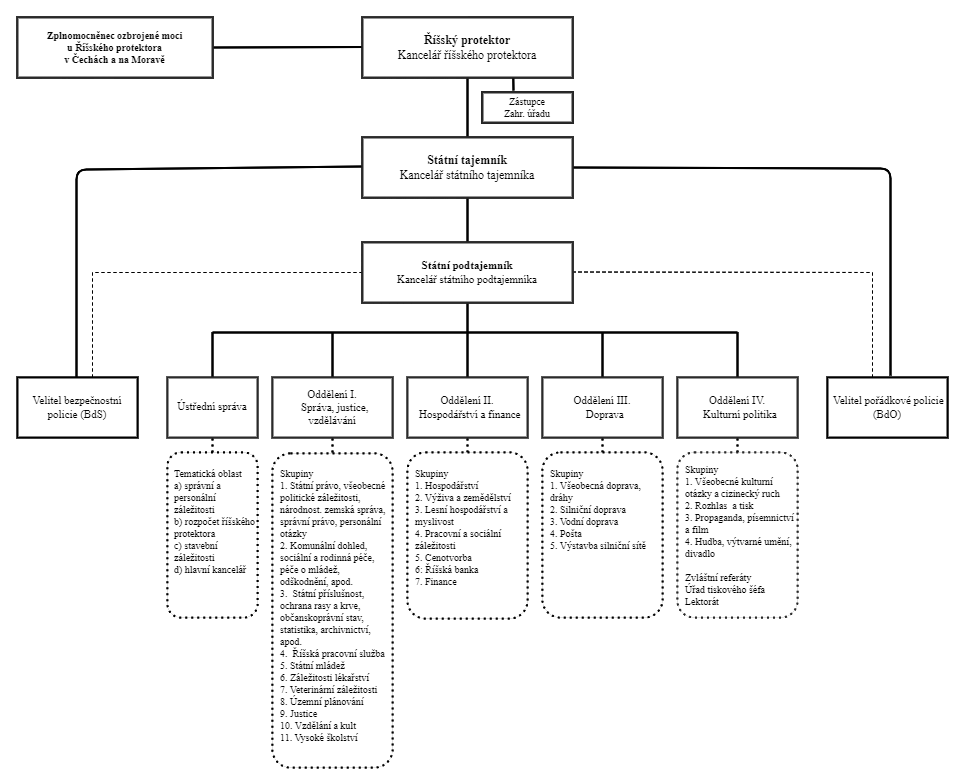 Zplnomocněnec ozbrojené moci
u Říšského protektora
v Čechách a na Moravě
Říšský protektor
Kancelář říšského protektora
Zástupce
Zahr. úřadu
Státní tajemník
Kancelář státního tajemníka
Státní podtajemník
Kancelář státního podtajemníka
Velitel bezpečnostní
policie (BdS)
Ústřední správa
Oddělení I.
Správa, justice,
vzdělávání
Oddělení II.
Hospodářství a finance
Oddělení III.
Doprava
Oddělení IV.
Kulturní politika
Velitel pořádkové policie
(BdO)
Tematická oblast
a) správní a
personální
záležitosti
b) rozpočet říšského
protektora
c) stavební
záležitosti
d) hlavní kancelář
Skupiny
1. Státní právo, všeobecné
politické záležitosti,
národnost. zemská správa,
správní právo, personální
otázky
2. Komunální dohled,
sociální a rodinná péče,
péče o mládež,
odškodnění, apod.
3. Státní příslušnost,
ochrana rasy a krve,
občanskoprávní stav,
statistika, archivnictví,
apod.
4. Říšská pracovní služba
5. Státní mládež
6. Záležitosti lékařství
7. Veterinární záležitosti
8. Územní plánování
9. Justice
10. Vzdělání a kult
11. Vysoké školství
Skupiny
1. Hospodářství
2. Výživa a zemědělství
3. Lesní hospodářství a
myslivost
4. Pracovní a sociální
záležitosti
5. Cenotvorba
6: Říšská banka
7. Finance
Skupiny
1. Všeobecná doprava,
dráhy
2. Silniční doprava
3. Vodní doprava
4. Pošta
5. Výstavba silniční sítě
Skupiny
1. Všeobecné kulturní
otázky a cizinecký ruch
2. Rozhlas a tisk
3. Propaganda, písemnictví
a film
4. Hudba, výtvarné umění,
divadlo
Zvláštní referáty
Úřad tiskového šéfa
Lektorát